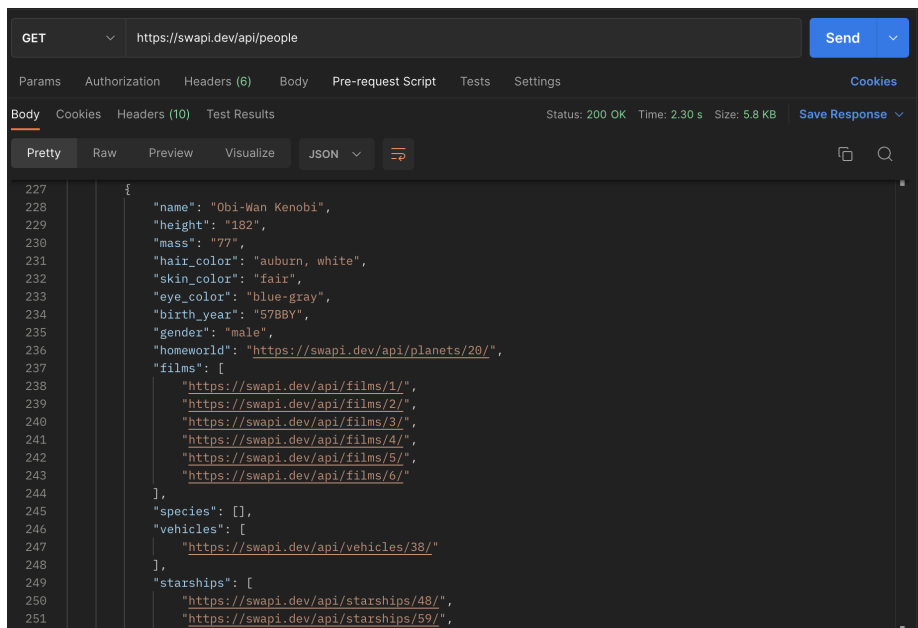 GET https://swapi.dev/api/people Send
Params Authorization Headers (6) Body Pre-request Script Tests Settings Cookies
Body Cookies Headers (10) Test Results Status: 200 OK Time: 2.30 s Size: 5.8 KB Save Response
Pretty Raw Preview Visualize JSON
227 {
228 "name": "Obi-Wan Kenobi",
229 "height": "182",
230 "mass": "77",
231 "hair_color": "auburn, white",
232 "skin_color": "fair",
233 "eye_color": "blue-gray",
234 "birth_year": "57BBY",
235 "gender": "male",
236 "homeworld": "https://swapi.dev/api/planets/20/",
237 "films": [
238 "https://swapi.dev/api/films/1/",
239 "https://swapi.dev/api/films/2/",
240 "https://swapi.dev/api/films/3/",
241 "https://swapi.dev/api/films/4/",
242 "https://swapi.dev/api/films/5/",
243 "https://swapi.dev/api/films/6/"
244 ],
245 "species": [],
246 "vehicles": [
247 "https://swapi.dev/api/vehicles/38/"
248 ],
249 "starships": [
250 "https://swapi.dev/api/starships/48/",
251 "https://swapi.dev/api/starships/59/",